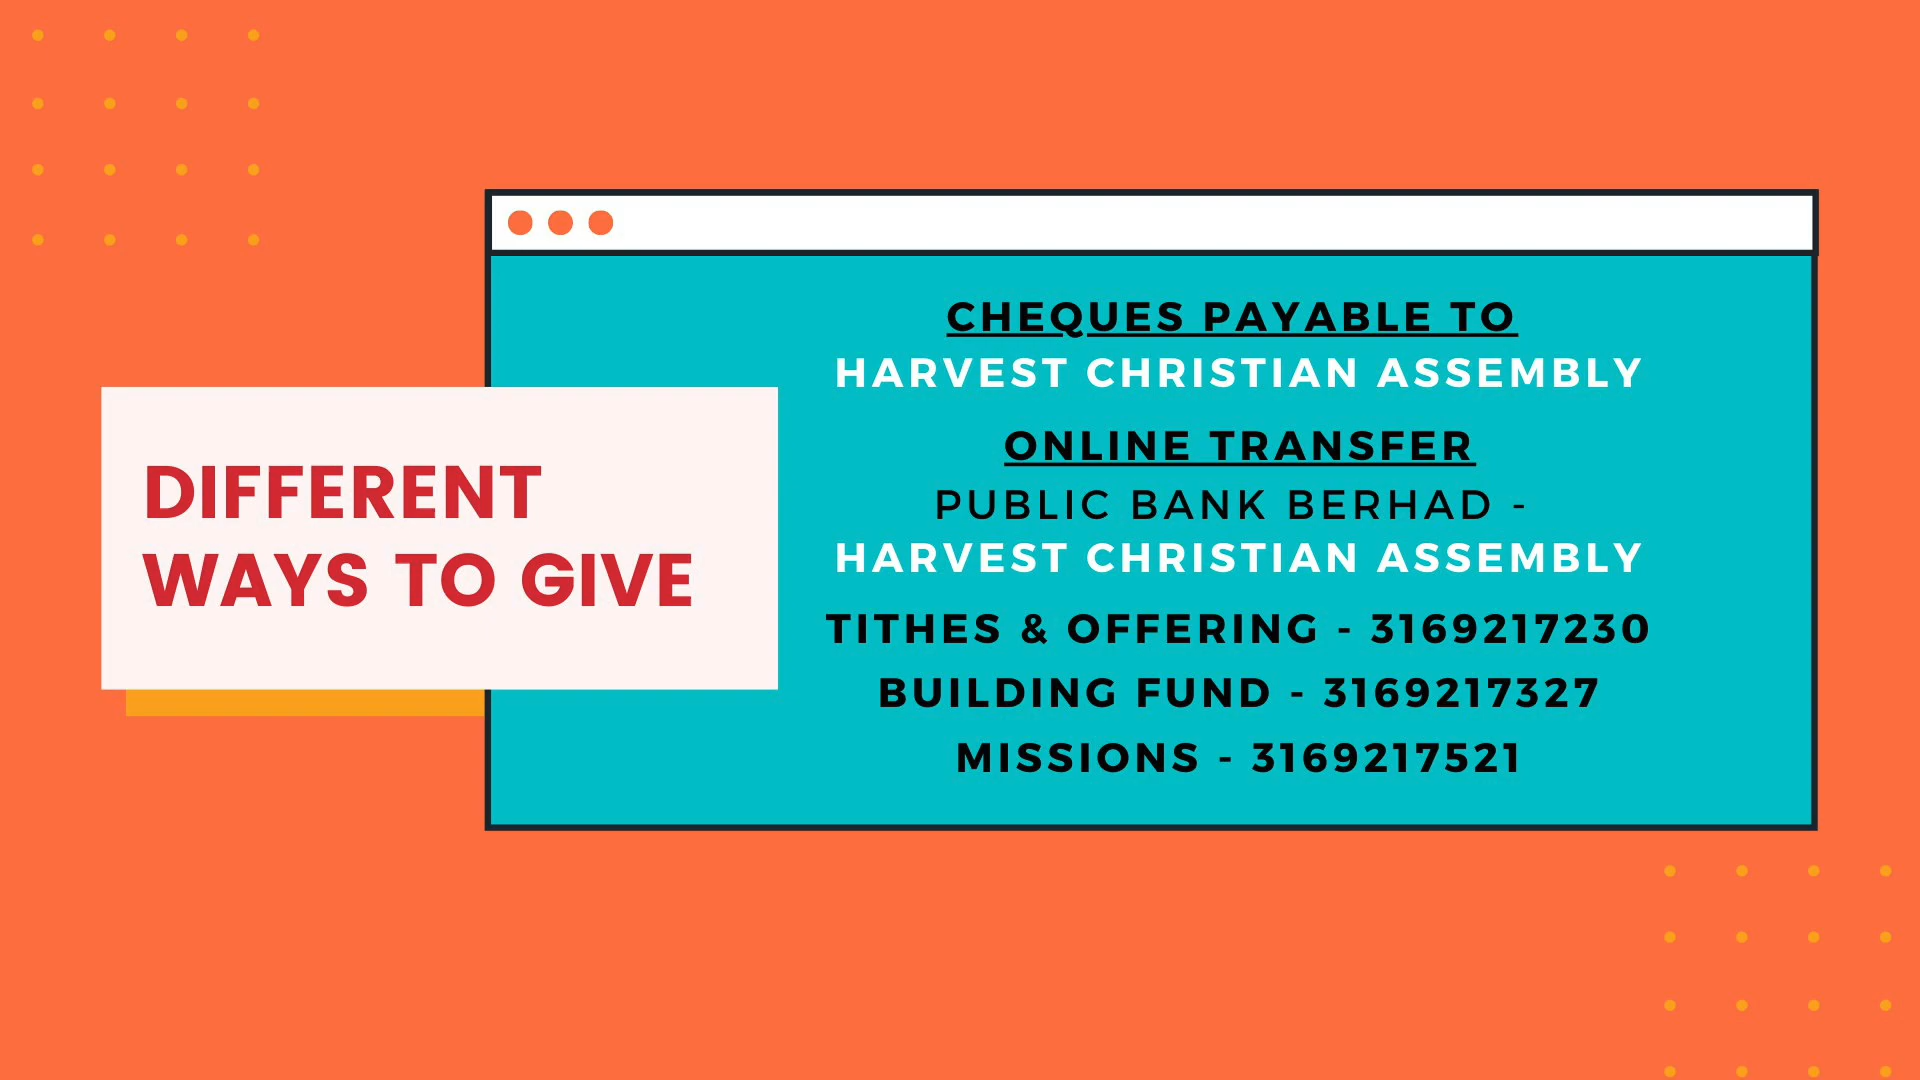 DIFFERENT
WAYS TO GIVE
CHEQUES PAYABLE TO
HARVEST CHRISTIAN ASSEMBLY
ONLINE TRANSFER
PUBLIC BANK BERHAD -
HARVEST CHRISTIAN ASSEMBLY
TITHES & OFFERING - 3169217230
BUILDING FUND - 3169217327
MISSIONS - 3169217521